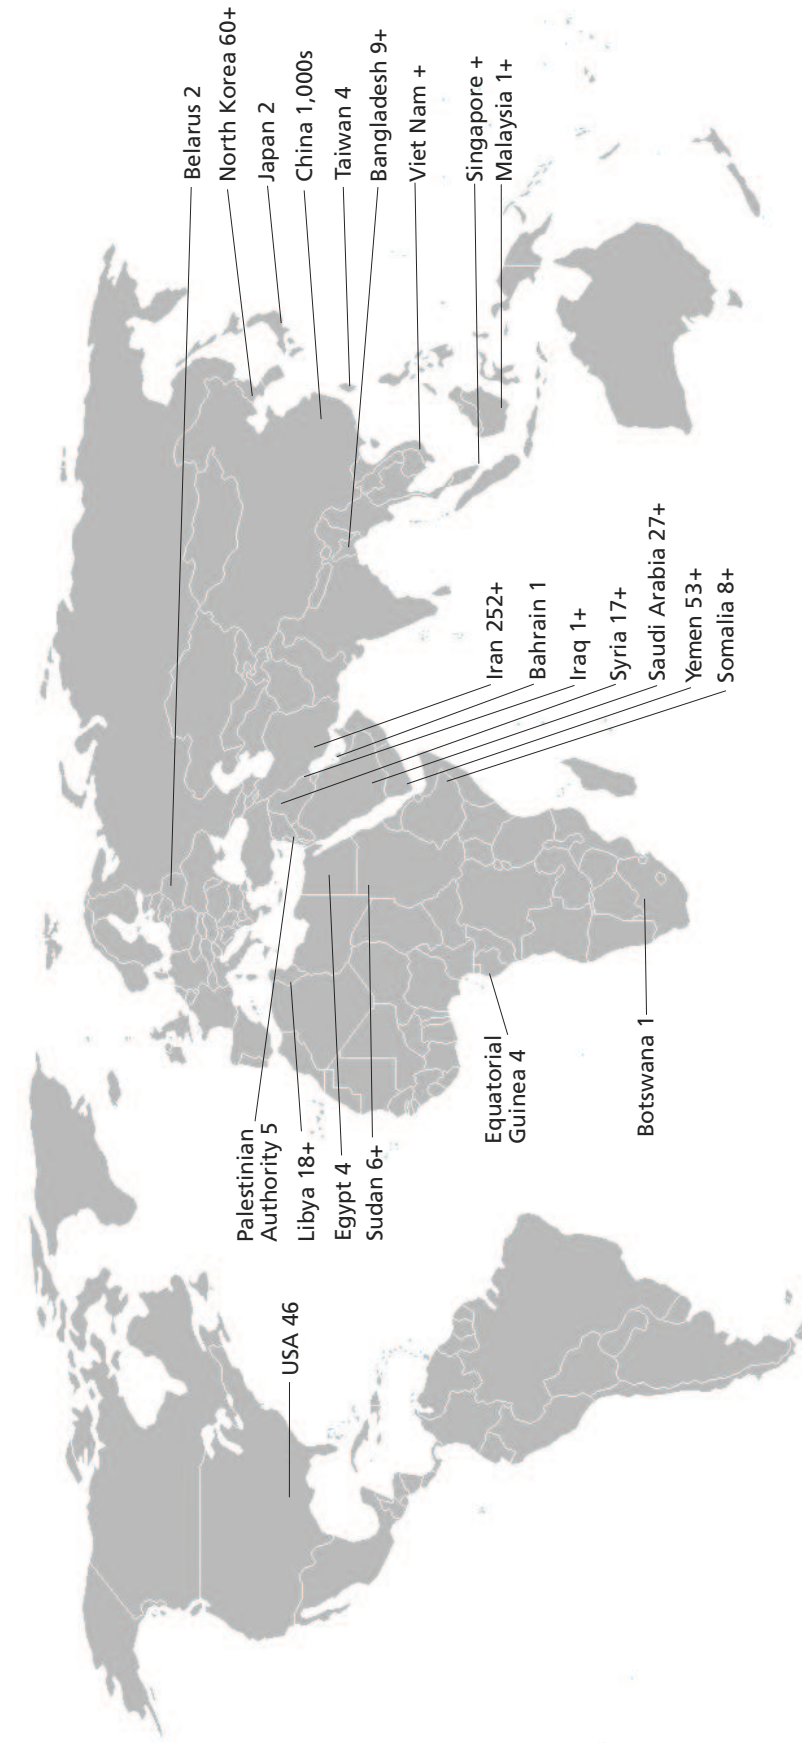 USA 46
Palestinian
Authority 5
Libya 18+
Egypt 4
Sudan 6+
Equatorial
Guinea 4
Botswana 1
Iran 252+
Bahrain 1
Iraq 1+
Syria 17+
Saudi Arabia 27+
Yemen 53+
Somalia 8+
Belarus 2
North Korea 60+
Japan 2
China 1,000s
Taiwan 4
Bangladesh 9+
Viet Nam +
Singapore +
Malaysia 1+